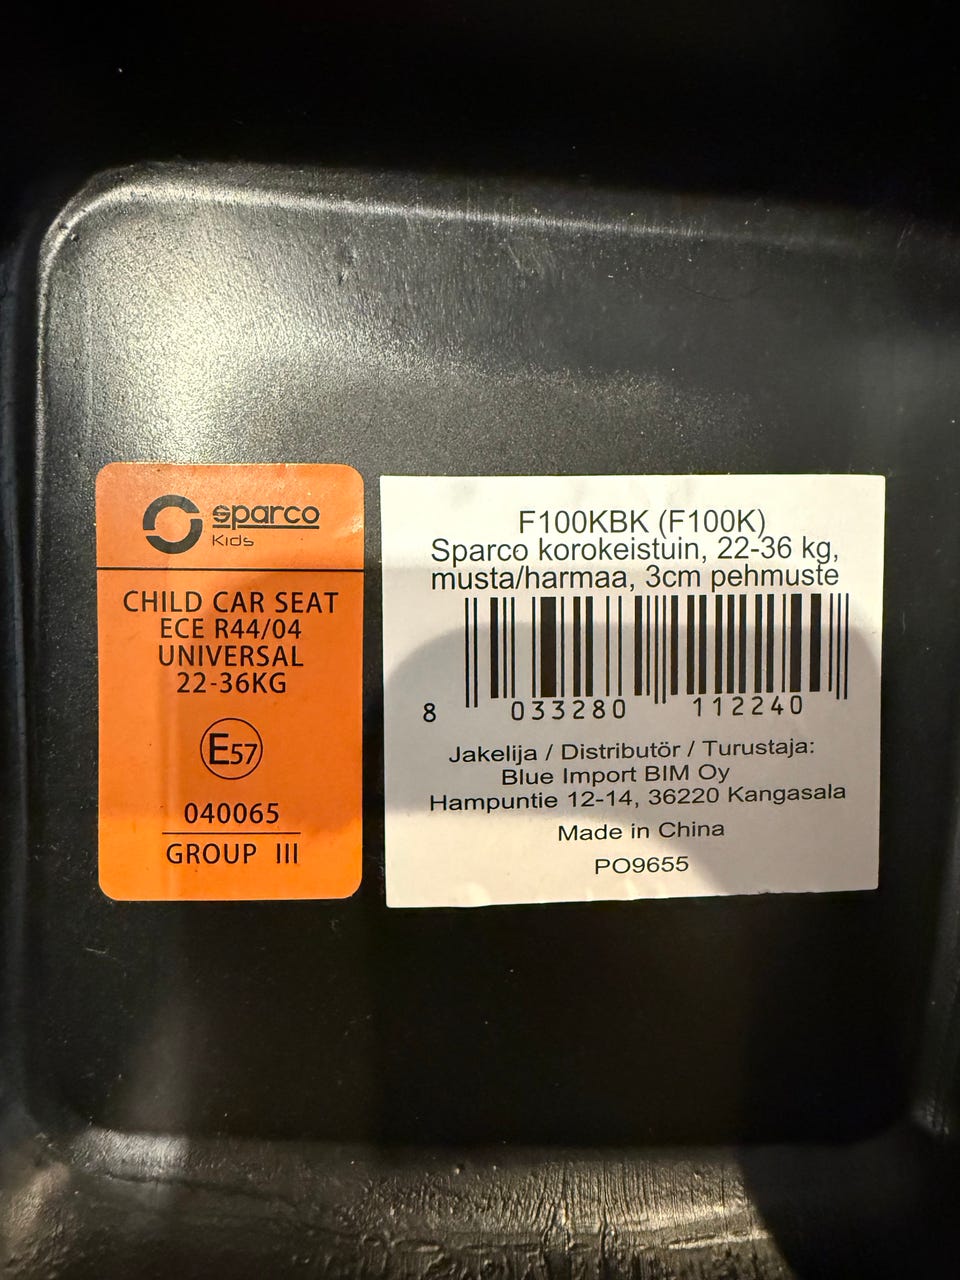 sparco
Kids
CHILD CAR SEAT
ECE R44/04
UNIVERSAL
22-36KG
E57
040065
GROUP III
F100KBK (F100K)
Sparco korokeistuin, 22-36 kg,
musta/harmaa, 3cm pehmuste
8 033280 112240
Jakelija / Distributör / Turustaja:
Blue Import BIM Oy
Hampuntie 12-14, 36220 Kangasala
Made in China
PO9655